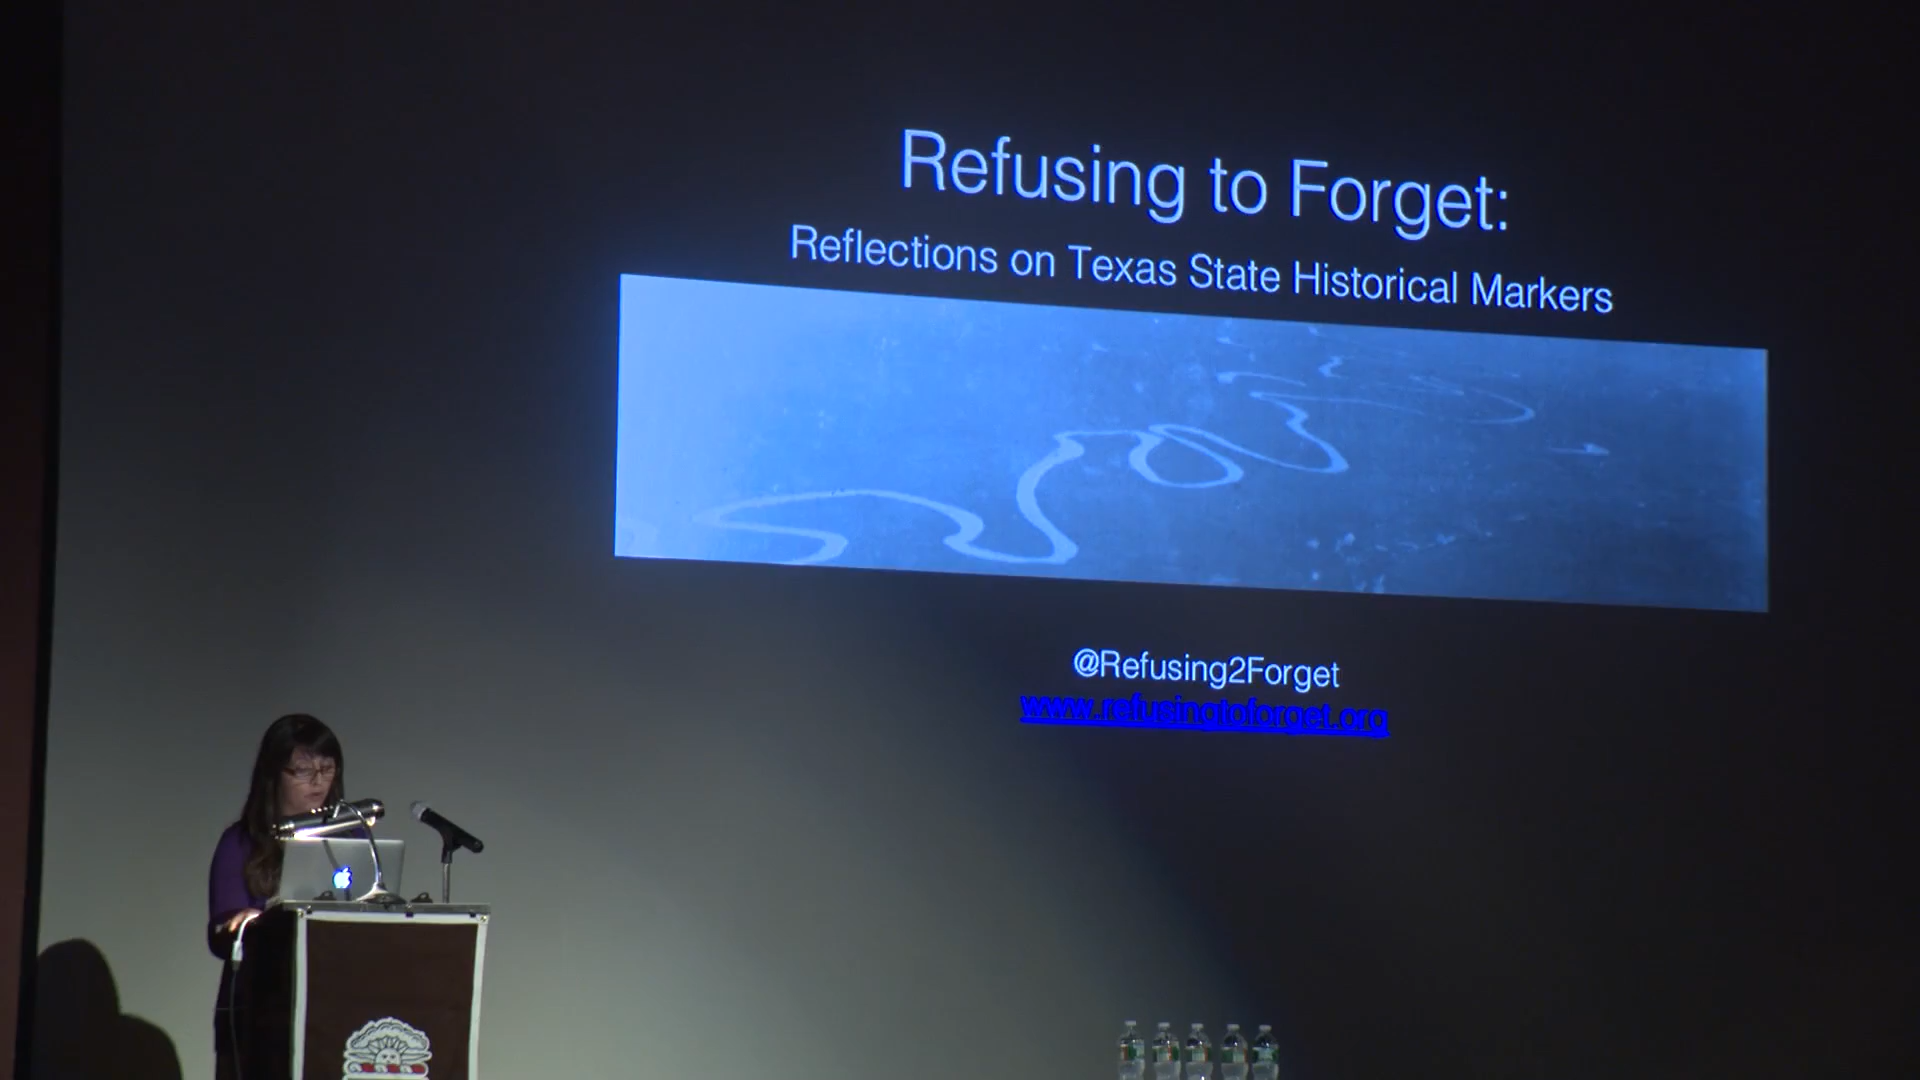 Refusing to Forget:
Reflections on Texas State Historical Markers
@Refusing2Forget
www.refusingtoforget.org